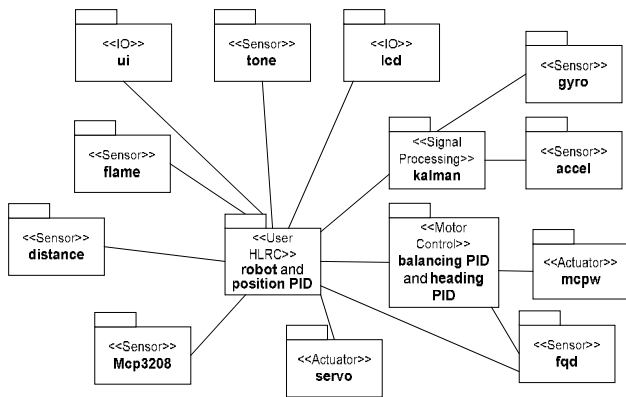 <<IO>>
ui
<<Sensor>>
tone
<<IO>>
lcd
<<Sensor>>
gyro
<<Sensor>>
flame
<<Signal
Processing>>
kalman
<<Sensor>>
accel
<<Sensor>>
distance
<<User
HLRC>>
robot and
position PID
<<Motor
Control>>
balancing PID
and heading
PID
<<Actuator>>
mcpw
<<Sensor>>
Mcp3208
<<Actuator>>
servo
<<Sensor>>
fqd